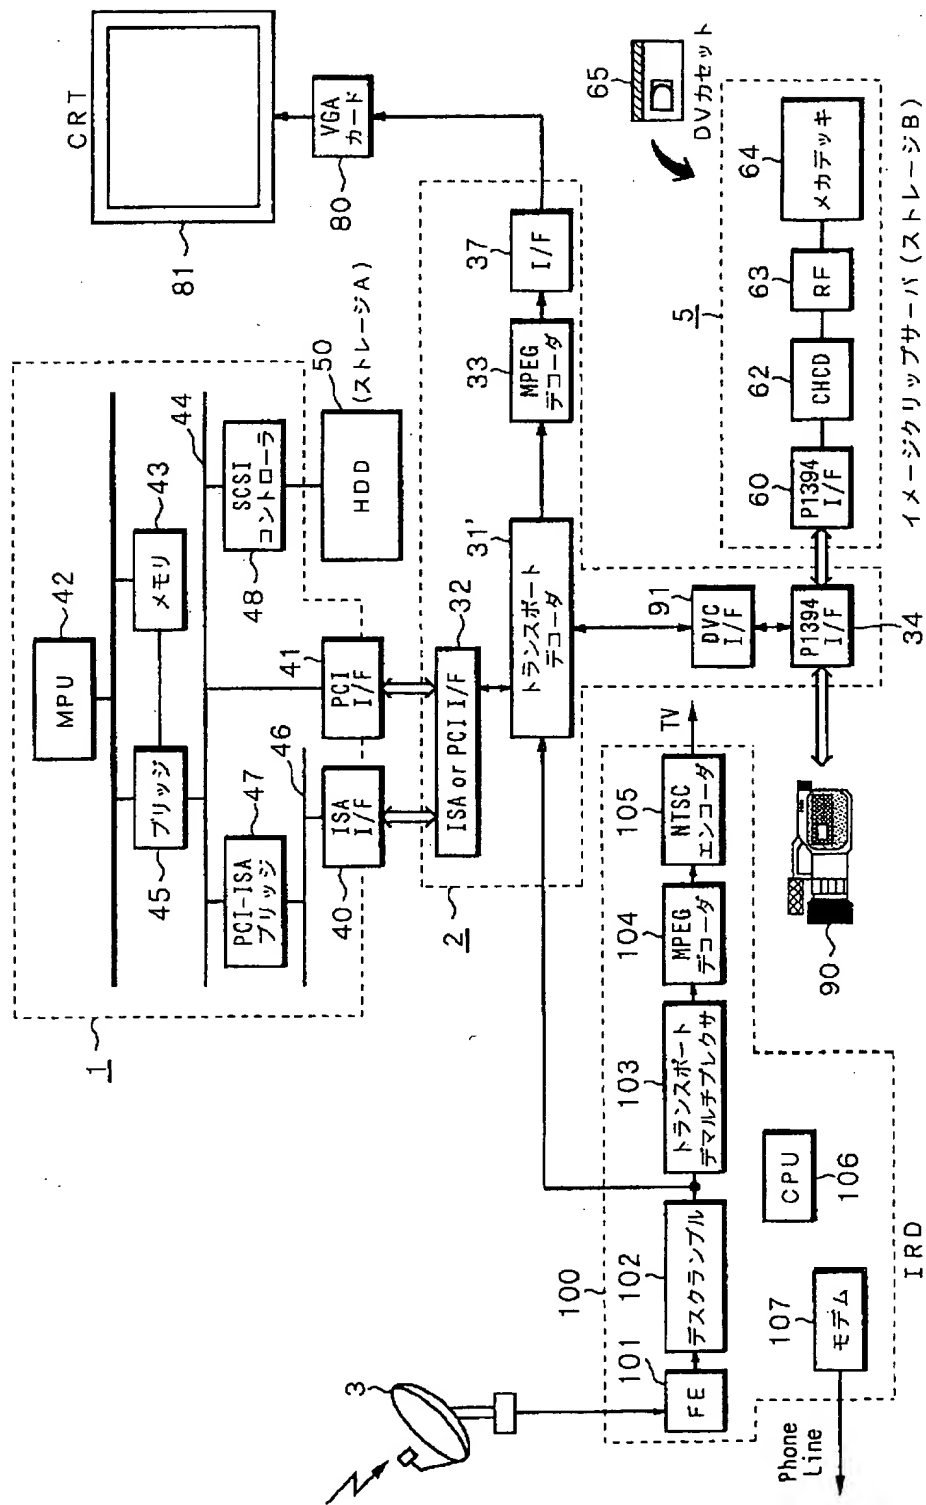 CRT
81
VGA
カード
80
65
DVカセット
1
MPU
42
ブリッジ
45
メモリ
43
44
PCI-ISA
ブリッジ
47
46
SCSI
コントローラ
48
ISA
I/F
40
PCI
I/F
41
HDD
50
(ストレージA)
2
ISA or PCI I/F
32
トランスポート
デコーダ
31'
MPEG
デコーダ
33
I/F
37
DVC
I/F
91
P1394
I/F
34
5
P1394
I/F
60
CHCD
62
RF
63
メカデッキ
64
イメージクリップサーバ(ストレージB)
3
100
FE
101
デスクランブル
102
トランスポート
デマルチプレクサ
103
MPEG
デコーダ
104
NTSC
エンコーダ
105
TV
CPU
106
モデム
107
Phone
Line
IRD
90